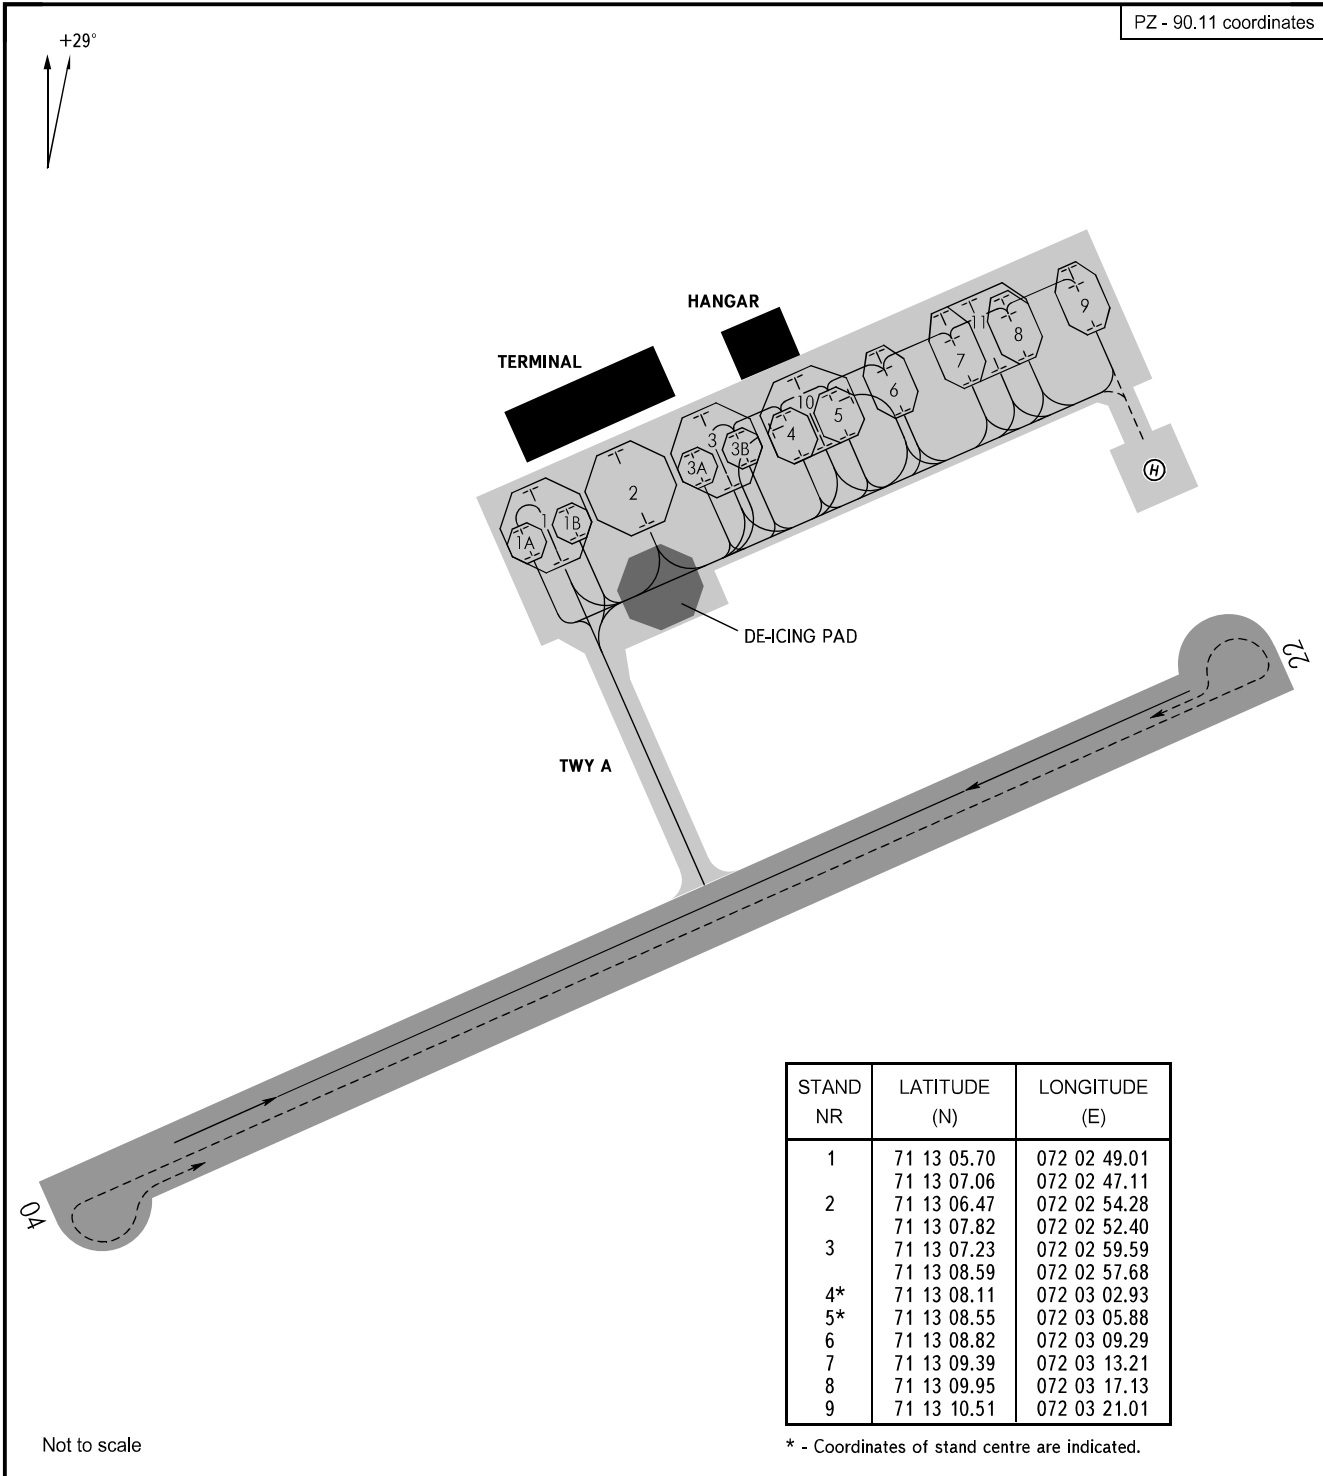 PZ - 90.11 coordinates
+29°
HANGAR
TERMINAL
9
11
8
7
6
10
5
4
3
3B
3A
2
1
1B
1A
H
DE-ICING PAD
22
TWY A
04
STAND NR LATITUDE (N) LONGITUDE (E)
1 71 13 05.70 072 02 49.01
71 13 07.06 072 02 47.11
2 71 13 06.47 072 02 54.28
71 13 07.82 072 02 52.40
3 71 13 07.23 072 02 59.59
71 13 08.59 072 02 57.68
4* 71 13 08.11 072 03 02.93
5* 71 13 08.55 072 03 05.88
6 71 13 08.82 072 03 09.29
7 71 13 09.39 072 03 13.21
8 71 13 09.95 072 03 17.13
9 71 13 10.51 072 03 21.01
Not to scale
* - Coordinates of stand centre are indicated.